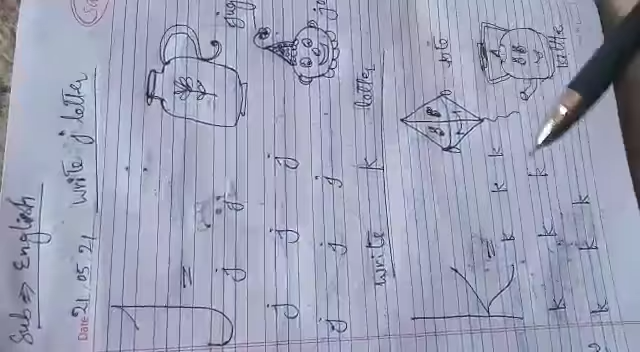 Sub => English
Date 21.05.21 write j letter
J = j j j j
jug
j j j j
write k letter
K = k k k
kite
k k k
k k k
kettle